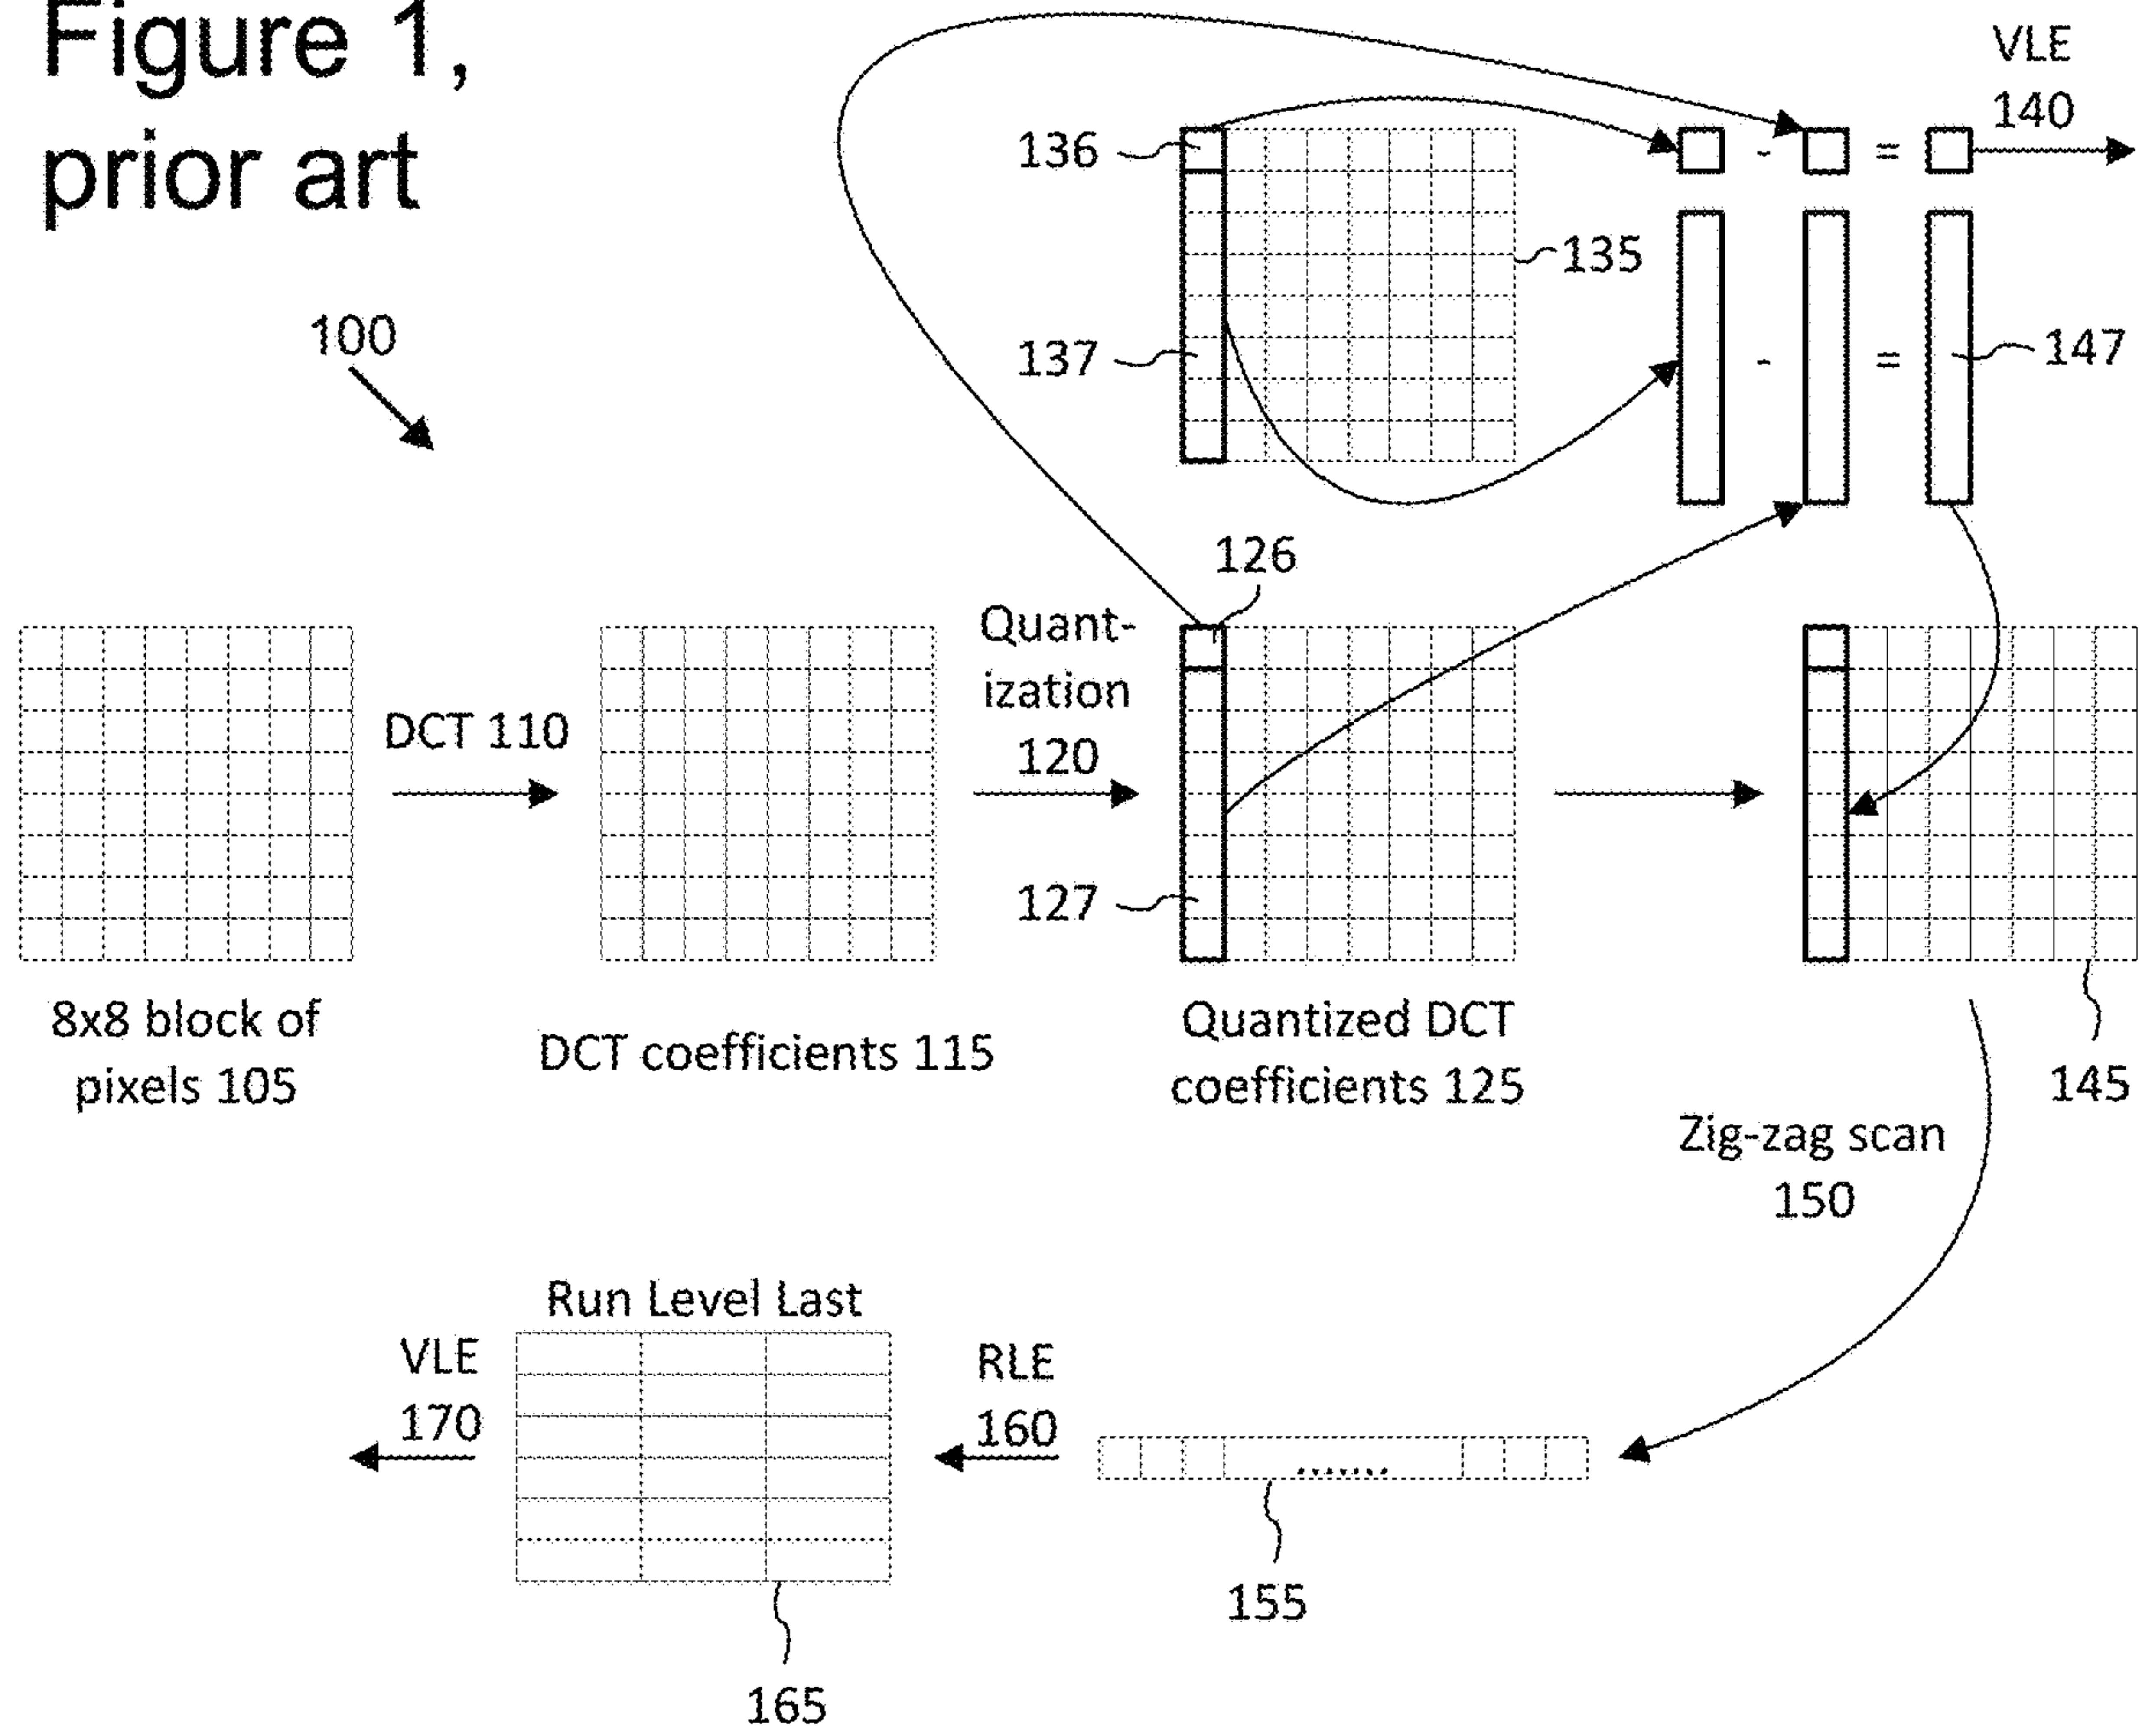 Figure 1,
prior art
VLE
140
136
-
=
135
100
137
-
=
147
126
Quant-
ization
120
DCT 110
127
8x8 block of
pixels 105
DCT coefficients 115
Quantized DCT
coefficients 125
145
Zig-zag scan
150
Run Level Last
VLE
170
RLE
160
.......
155
165